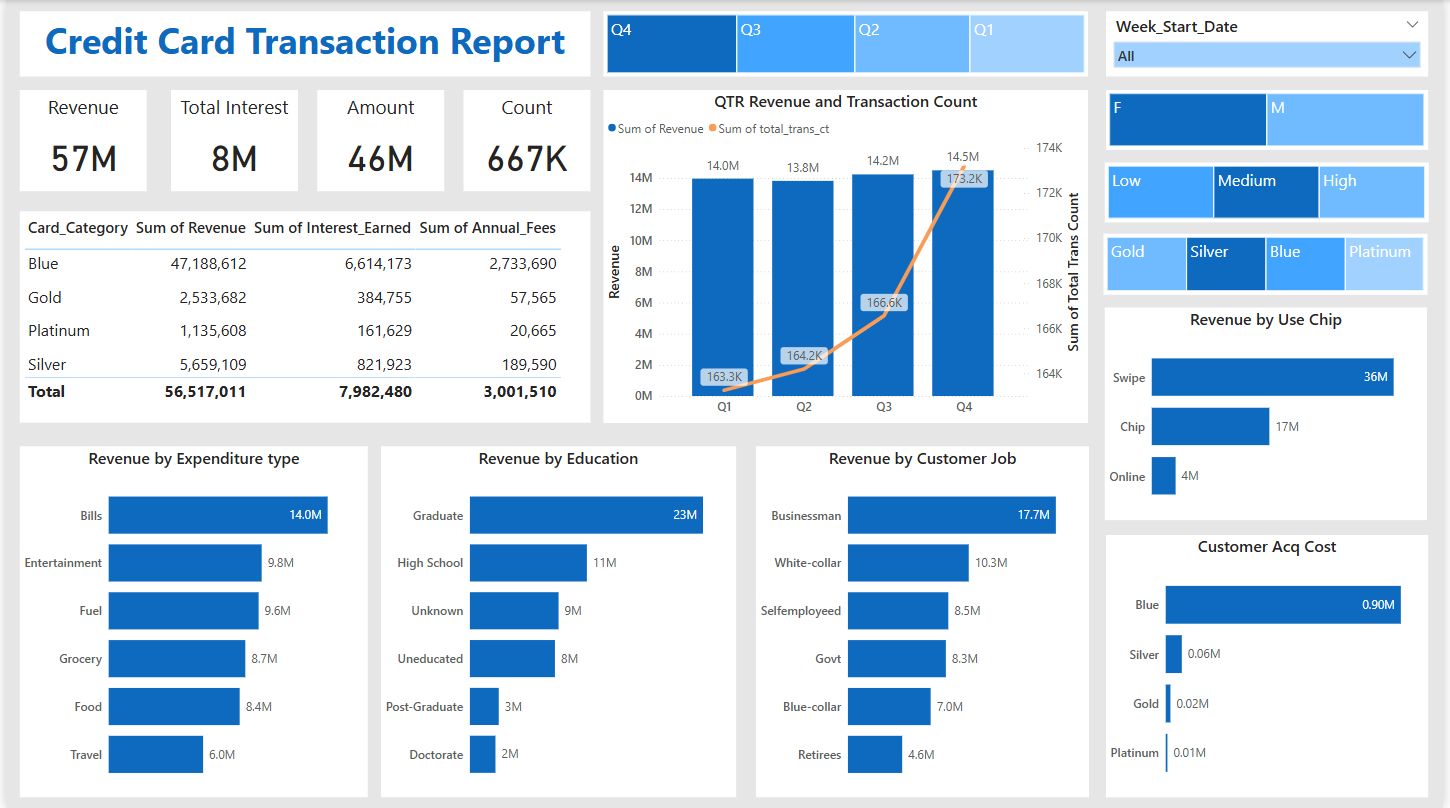 Credit Card Transaction Report
Q4 Q3 Q2 Q1
Week_Start_Date
All
F M
Low Medium High
Gold Silver Blue Platinum
Revenue Total Interest Amount Count
57M 8M 46M 667K
Card_Category Sum of Revenue Sum of Interest_Earned Sum of Annual_Fees
Blue 47,188,612 6,614,173 2,733,690
Gold 2,533,682 384,755 57,565
Platinum 1,135,608 161,629 20,665
Silver 5,659,109 821,923 189,590
Total 56,517,011 7,982,480 3,001,510
QTR Revenue and Transaction Count
Sum of Revenue Sum of total_trans_ct
Revenue
14M
12M
10M
8M
6M
4M
2M
0M
14.0M 13.8M 14.2M 14.5M
163.3K 164.2K 166.6K 173.2K
Q1 Q2 Q3 Q4
174K
172K
170K
168K
166K
164K
Sum of Total Trans Count
Revenue by Use Chip
Swipe 36M
Chip 17M
Online 4M
Revenue by Expenditure type
Bills 14.0M
Entertainment 9.8M
Fuel 9.6M
Grocery 8.7M
Food 8.4M
Travel 6.0M
Revenue by Education
Graduate 23M
High School 11M
Unknown 9M
Uneducated 8M
Post-Graduate 3M
Doctorate 2M
Revenue by Customer Job
Businessman 17.7M
White-collar 10.3M
Selfemployeed 8.5M
Govt 8.3M
Blue-collar 7.0M
Retirees 4.6M
Customer Acq Cost
Blue 0.90M
Silver 0.06M
Gold 0.02M
Platinum 0.01M